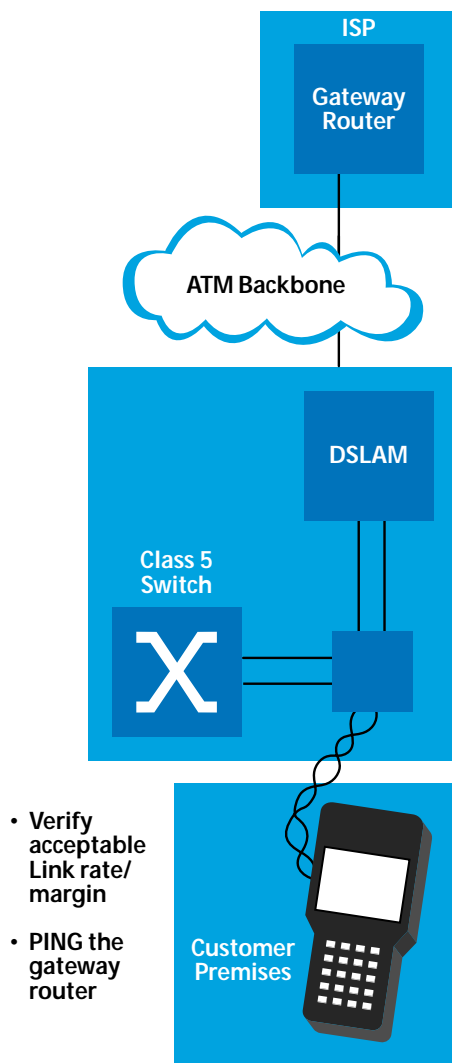 ISP
Gateway
Router
ATM Backbone
DSLAM
Class 5
Switch
• Verify
acceptable
Link rate/
margin
• PING the
gateway
router
Customer
Premises